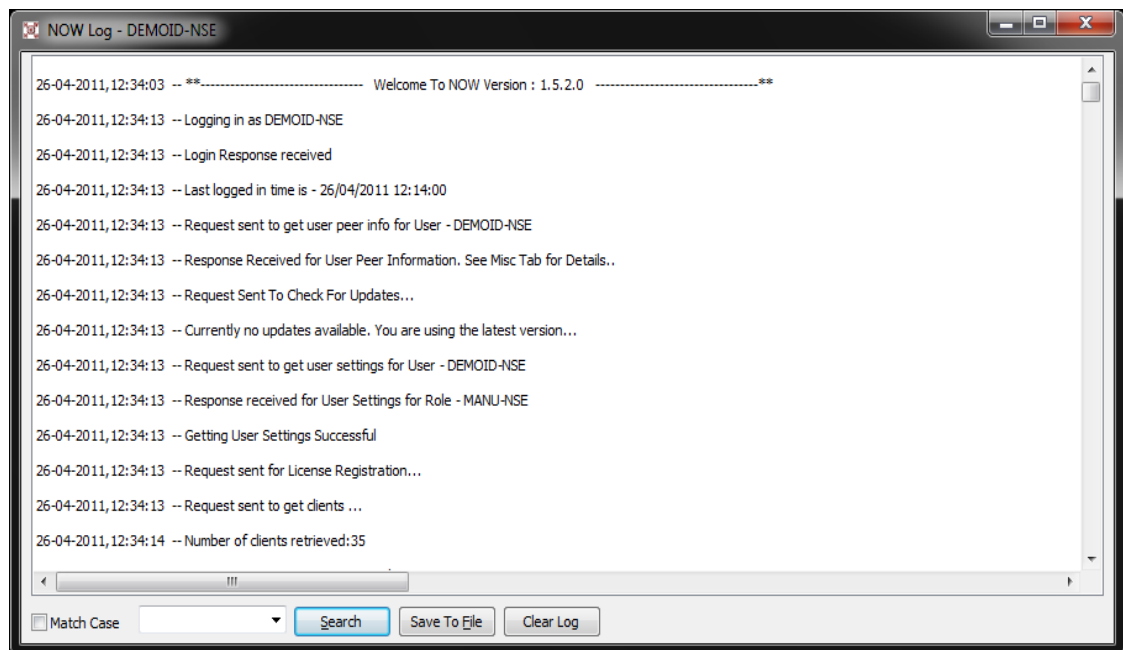 NOW Log - DEMOID-NSE
26-04-2011,12:34:03 -- **--------------------------------- Welcome To NOW Version : 1.5.2.0 ---------------------------------**
26-04-2011,12:34:13 -- Logging in as DEMOID-NSE
26-04-2011,12:34:13 -- Login Response received
26-04-2011,12:34:13 -- Last logged in time is - 26/04/2011 12:14:00
26-04-2011,12:34:13 -- Request sent to get user peer info for User - DEMOID-NSE
26-04-2011,12:34:13 -- Response Received for User Peer Information. See Misc Tab for Details..
26-04-2011,12:34:13 -- Request Sent To Check For Updates...
26-04-2011,12:34:13 -- Currently no updates available. You are using the latest version...
26-04-2011,12:34:13 -- Request sent to get user settings for User - DEMOID-NSE
26-04-2011,12:34:13 -- Response received for User Settings for Role - MANU-NSE
26-04-2011,12:34:13 -- Getting User Settings Successful
26-04-2011,12:34:13 -- Request sent for License Registration...
26-04-2011,12:34:13 -- Request sent to get clients ...
26-04-2011,12:34:14 -- Number of clients retrieved:35
Match Case Search Save To File Clear Log